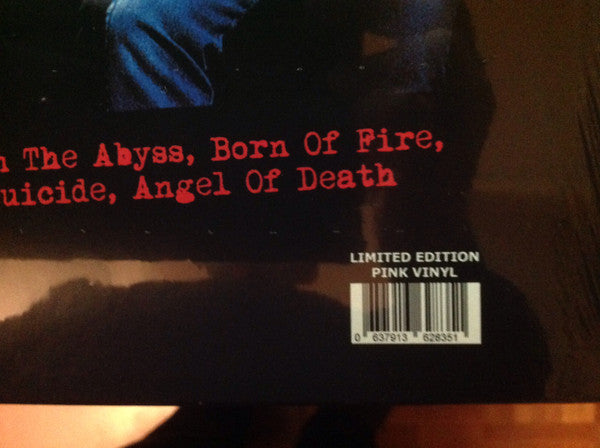 n The Abyss, Born Of Fire,
uicide, Angel Of Death
LIMITED EDITION
PINK VINYL
0 637913 628351